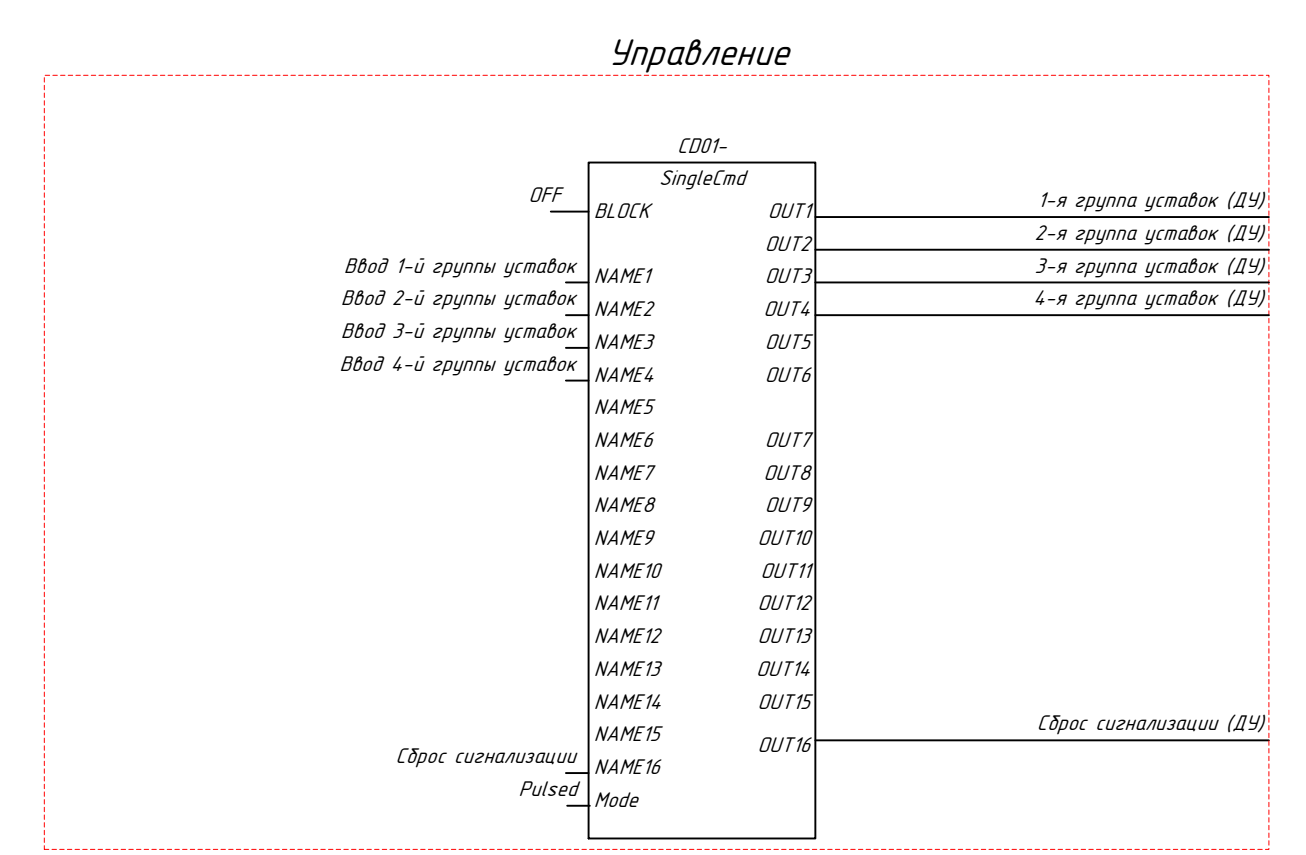 Управление
CD01-
SingleCmd
OFF
BLOCK OUT1 1-я группа уставок (ДУ)
OUT2 2-я группа уставок (ДУ)
Ввод 1-й группы уставок NAME1 OUT3 3-я группа уставок (ДУ)
Ввод 2-й группы уставок NAME2 OUT4 4-я группа уставок (ДУ)
Ввод 3-й группы уставок NAME3 OUT5
Ввод 4-й группы уставок NAME4 OUT6
NAME5
NAME6 OUT7
NAME7 OUT8
NAME8 OUT9
NAME9 OUT10
NAME10 OUT11
NAME11 OUT12
NAME12 OUT13
NAME13 OUT14
NAME14 OUT15
NAME15 OUT16 Сброс сигнализации (ДУ)
Сброс сигнализации NAME16
Pulsed Mode